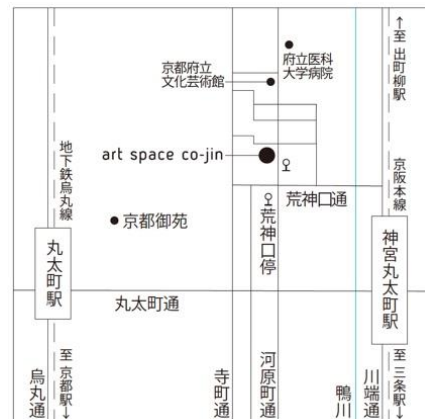 ↑至 出町柳駅
府立医科
大学病院
京都府立
文化芸術館
地下鉄烏丸線
art space co-jin
京阪本線
荒神口通
荒神口停
京都御苑
丸太町駅
神宮丸太町駅
丸太町通
烏丸通
至 京都駅↓
寺町通
河原町通
鴨川
川端通
至 三条駅↓